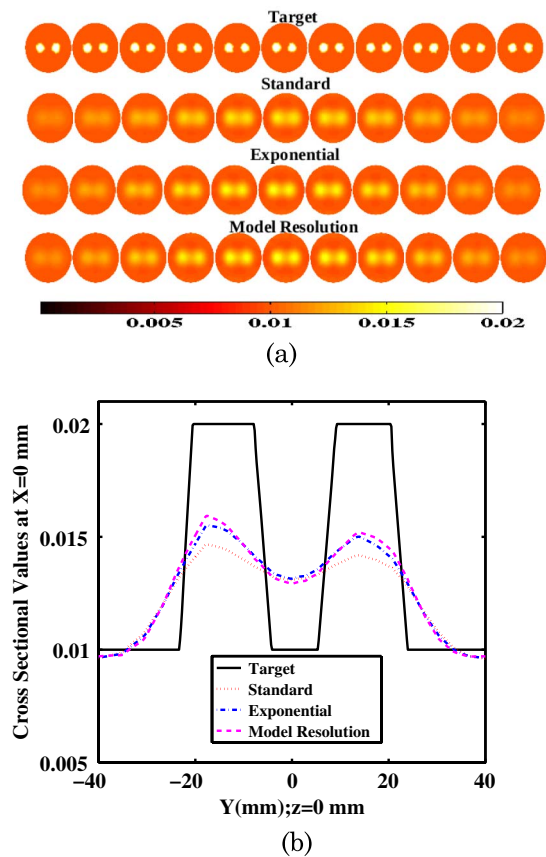 Target
Standard
Exponential
Model Resolution
0.005 0.01 0.015 0.02
(a)
Cross Sectional Values at X=0 mm
0.02
0.015
0.01
0.005
Target
Standard
Exponential
Model Resolution
−40 −20 0 20 40
Y(mm);z=0 mm
(b)